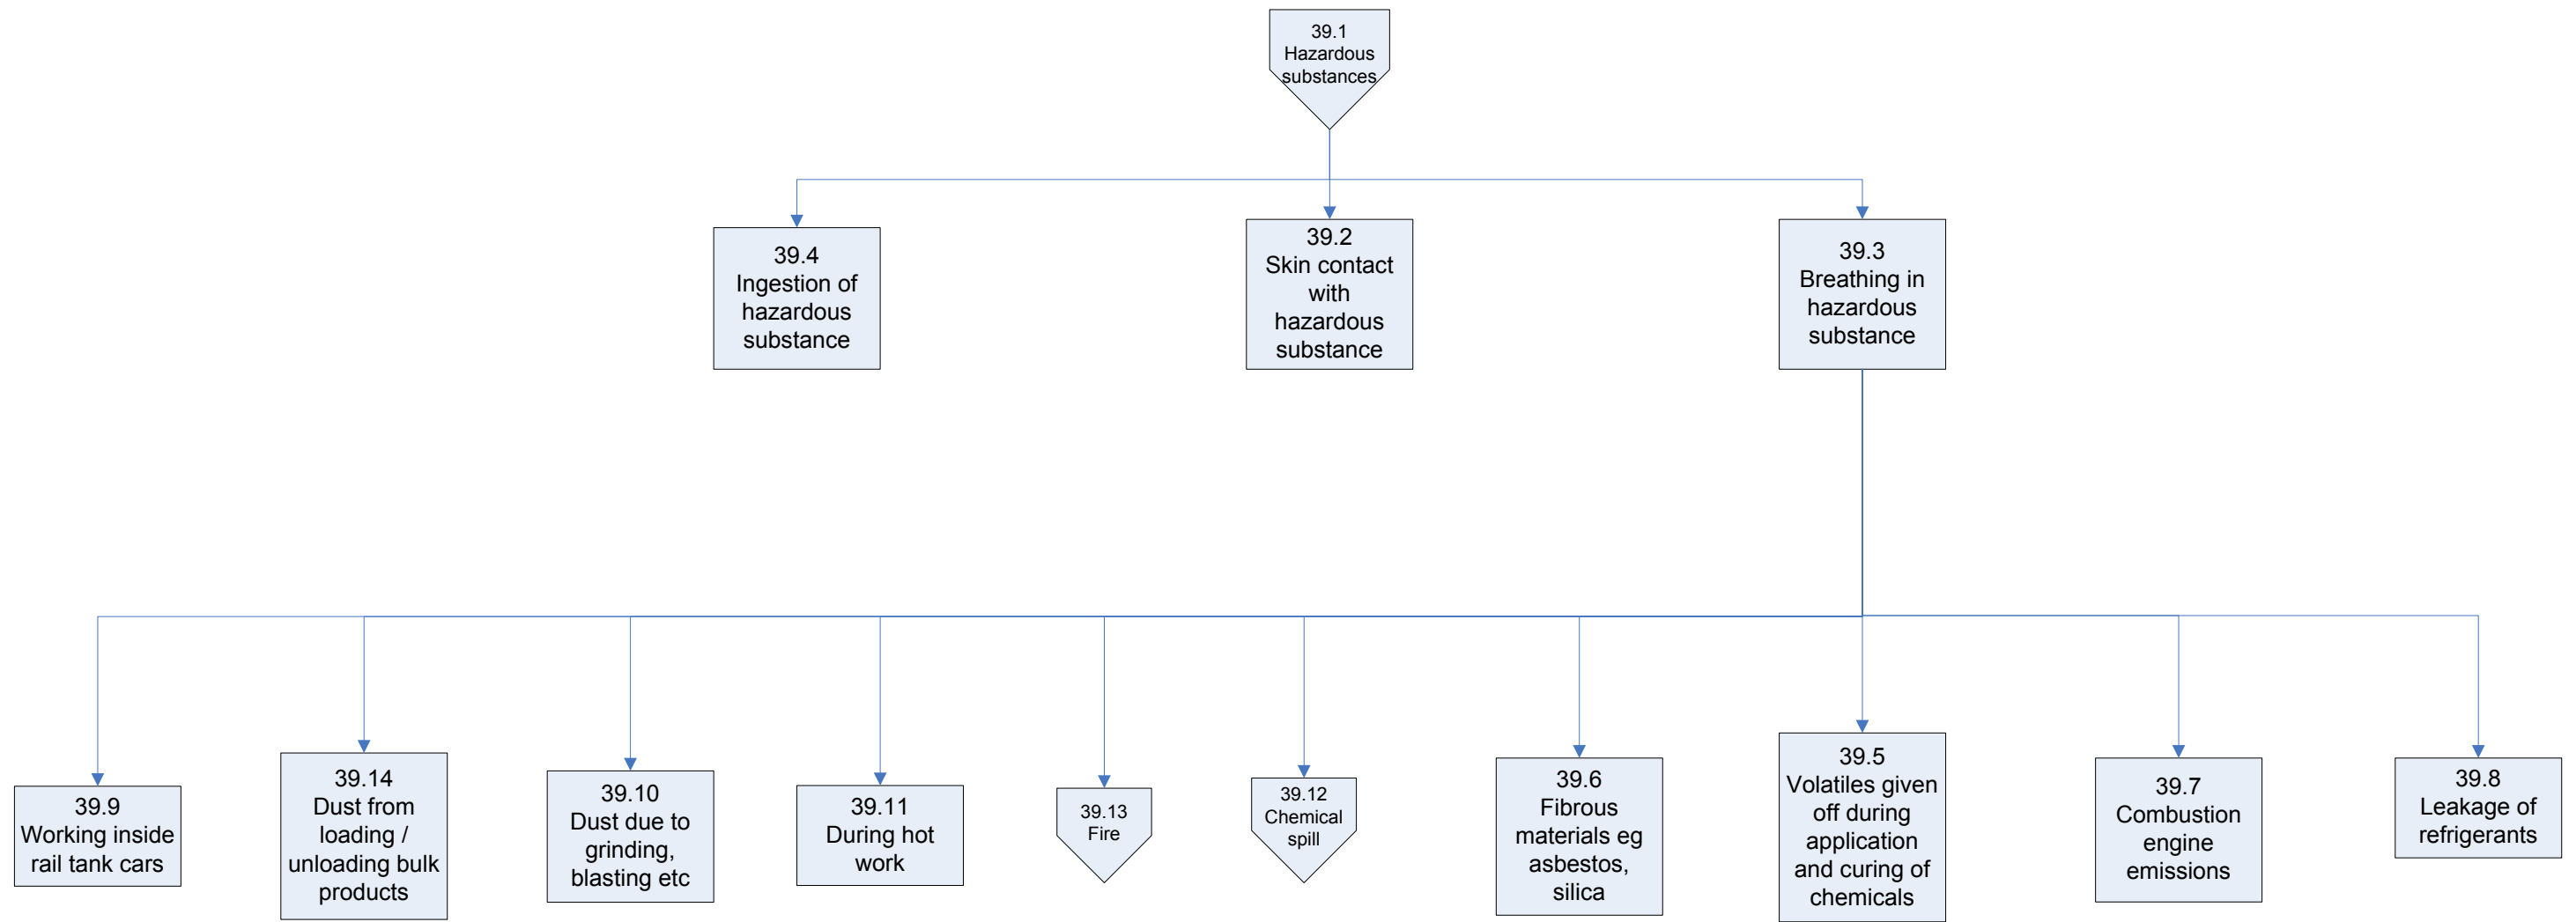 39.1
Hazardous
substances
39.4
Ingestion of
hazardous
substance
39.2
Skin contact
with
hazardous
substance
39.3
Breathing in
hazardous
substance
39.9
Working inside
rail tank cars
39.14
Dust from
loading /
unloading bulk
products
39.10
Dust due to
grinding,
blasting etc
39.11
During hot
work
39.13
Fire
39.12
Chemical
spill
39.6
Fibrous
materials eg
asbestos,
silica
39.5
Volatiles given
off during
application
and curing of
chemicals
39.7
Combustion
engine
emissions
39.8
Leakage of
refrigerants